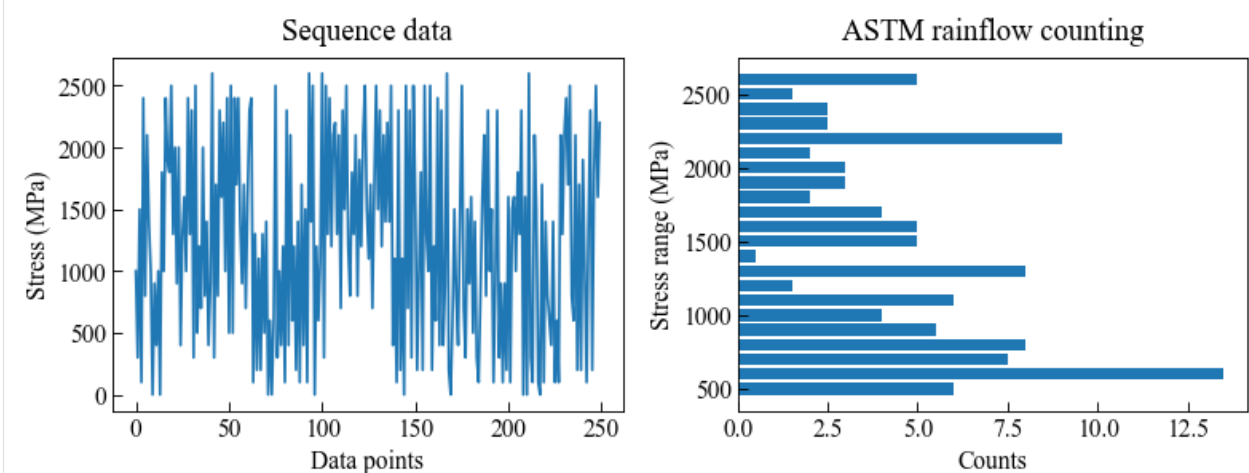 Sequence data
Stress (MPa)
2500
2000
1500
1000
500
0
0 50 100 150 200 250
Data points
ASTM rainflow counting
Stress range (MPa)
2500
2000
1500
1000
500
0.0 2.5 5.0 7.5 10.0 12.5
Counts